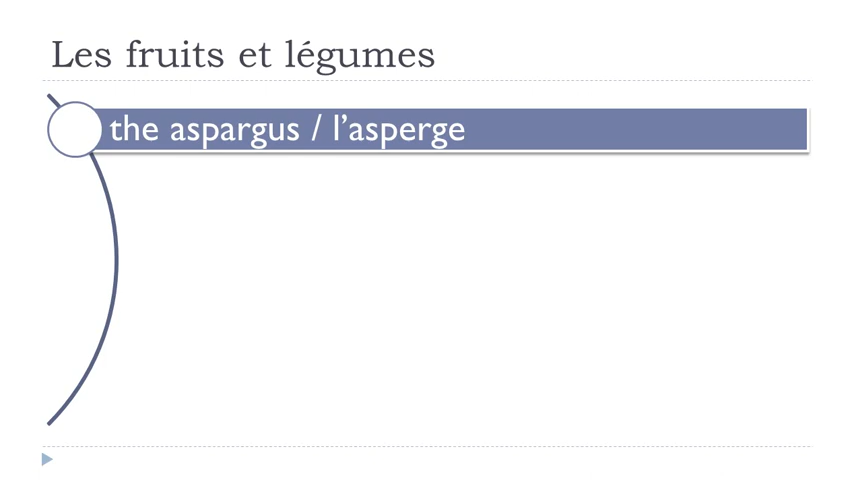 Les fruits et légumes
the aspargus / l’asperge